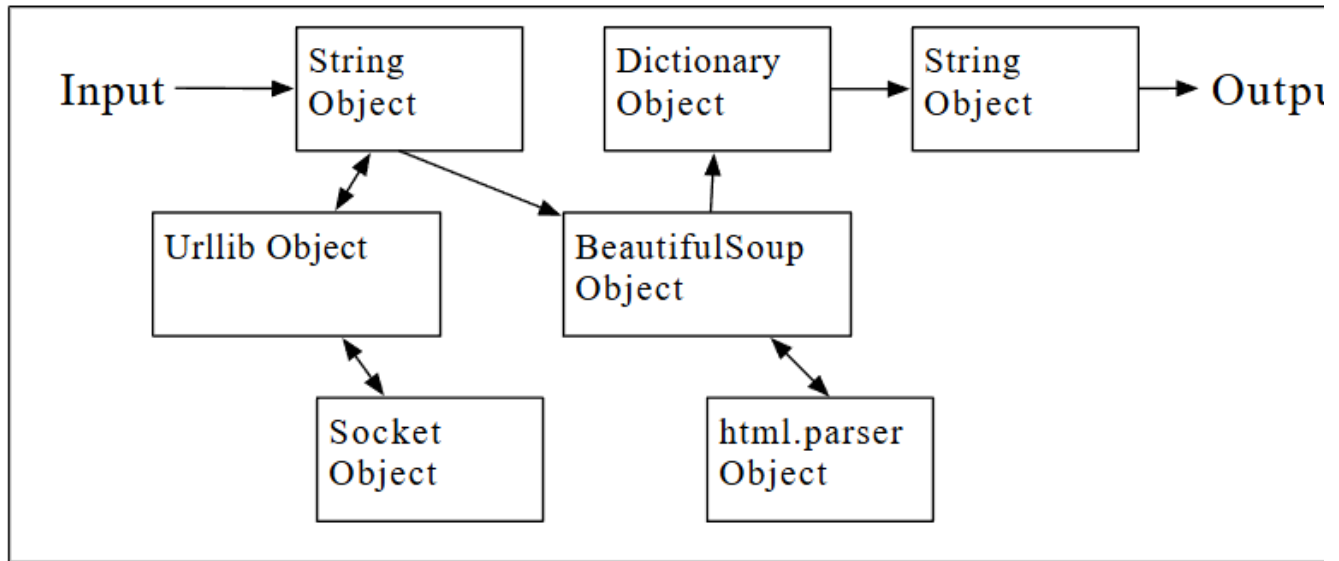 Input
String
Object
Dictionary
Object
String
Object
Outpu
Urllib Object
BeautifulSoup
Object
Socket
Object
html.parser
Object